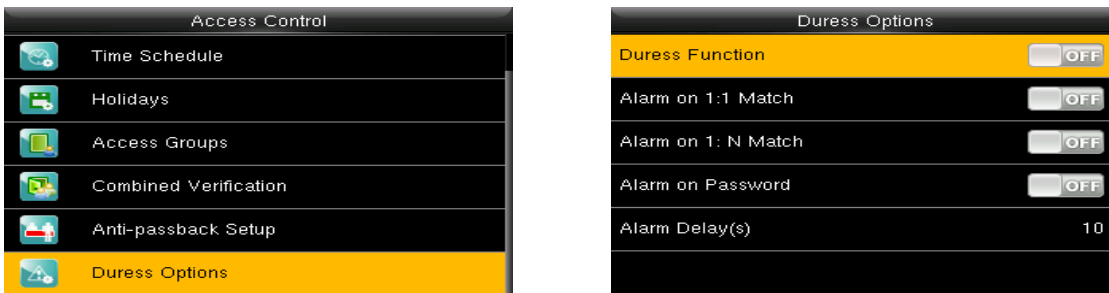 Access Control
Time Schedule
Holidays
Access Groups
Combined Verification
Anti-passback Setup
Duress Options
Duress Options
Duress Function OFF
Alarm on 1:1 Match OFF
Alarm on 1: N Match OFF
Alarm on Password OFF
Alarm Delay(s) 10